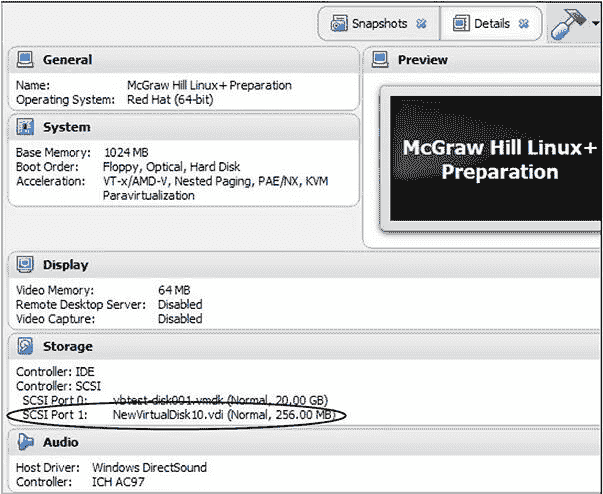 Snapshots
Details
General
Name: McGraw Hill Linux+ Preparation
Operating System: Red Hat (64-bit)
System
Base Memory: 1024 MB
Boot Order: Floppy, Optical, Hard Disk
Acceleration: VT-x/AMD-V, Nested Paging, PAE/NX, KVM
Paravirtualization
Preview
McGraw Hill Linux+
Preparation
Display
Video Memory: 64 MB
Remote Desktop Server: Disabled
Video Capture: Disabled
Storage
Controller: IDE
Controller: SCSI
SCSI Port 0: vbtest-disk001.vmdk (Normal, 20.00 GB)
SCSI Port 1: NewVirtualDisk10.vdi (Normal, 256.00 MB)
Audio
Host Driver: Windows DirectSound
Controller: ICH AC97